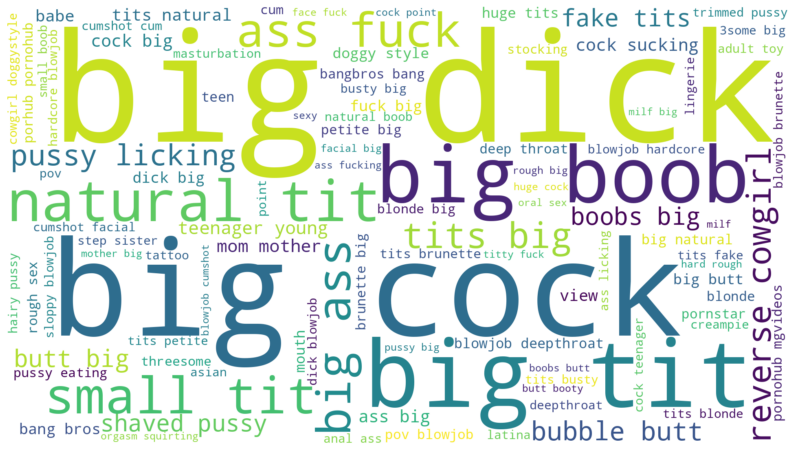 babe
tits natural
cum
face fuck
cock point
huge tits
fake tits
trimmed pussy
cumshot cum
cock big
ass fuck
3some big
masturbation
doggy style
stocking
cock sucking
adult toy
cowgirl doggystyle
porhub pornohub
small boob
hardcore blowjob
big dick
bangbros bang
busty big
teen
fuck big
sexy
natural boob
petite big
milf big
lingerie
blowjob brunette
pussy licking
facial big
ass fucking
deep throat
blowjob hardcore
pov
dick big
big boob
rough big
huge cock
natural tit
point
blonde big
oral sex
boobs big
milf
reverse cowgirl
cumshot facial
teenager young
tits big
big natural
step sister
mom mother
mother big
tattoo
tits brunette
titty fuck
ass licking
tits fake
hard rough
hairy pussy
rough sex
sloppy blowjob
big cock
blowjob cumshot
big ass
brunette big
view
big butt
blonde
pornstar
creampie
pornohub mgvideos
tits petite
mouth
dick blowjob
pussy big
blowjob deepthroat
butt big
threesome
big tit
boobs butt
cock teenager
pussy eating
asian
tits busty
small tit
butt booty
deepthroat
tits blonde
shaved pussy
ass big
bang bros
orgasm squirting
anal ass
pov blowjob
latina
bubble butt